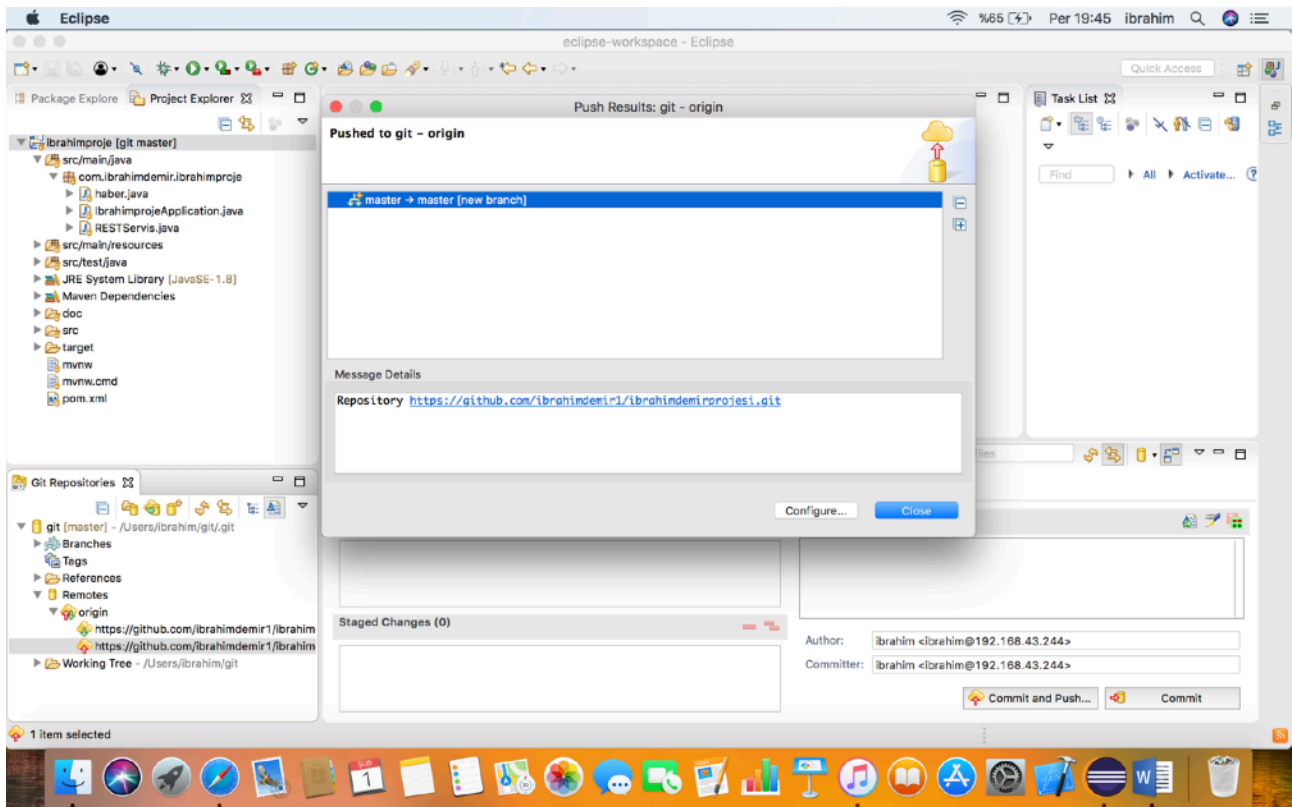 Eclipse %65 Per 19:45 ibrahim
eclipse-workspace - Eclipse
Quick Access
Package Explore Project Explorer
Task List
Find All Activate...
ibrahimproje [git master]
src/main/java
com.ibrahimdemir.ibrahimproje
haber.java
IbrahimprojeApplication.java
RESTServis.java
src/main/resources
src/test/java
JRE System Library [JavaSE-1.8]
Maven Dependencies
doc
src
target
mvnw
mvnw.cmd
pom.xml
Push Results: git - origin
Pushed to git - origin
master → master [new branch]
Message Details
Repository https://github.com/ibrahimdemir1/ibrahimdemirprojesi.git
Configure... Close
Git Repositories
git [master] - /Users/ibrahim/git/.git
Branches
Tags
References
Remotes
origin
https://github.com/ibrahimdemir1/ibrahim
https://github.com/ibrahimdemir1/ibrahim
Working Tree - /Users/ibrahim/git
Staged Changes (0)
Author: ibrahim <ibrahim@192.168.43.244>
Committer: ibrahim <ibrahim@192.168.43.244>
Commit and Push... Commit
1 item selected
1
W